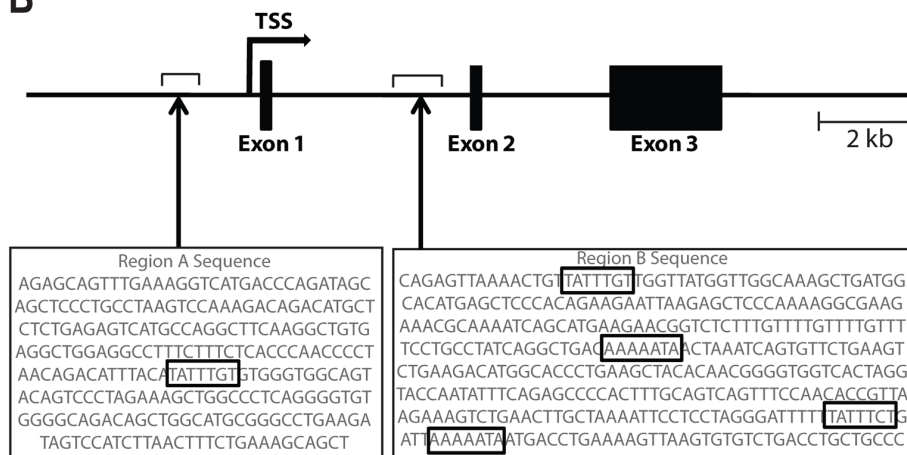 B
TSS
Exon 1
Exon 2
Exon 3
2 kb
Region A Sequence
AGAGCAGTTTGAAAGGTCATGACCCAGATAGC
AGCTCCCTGCCTAAGTCCAAAGACAGACATGCT
CTCTGAGAGTCATGCCAGGCTTCAAGGCTGTG
AGGCTGGAGGCCTTTCTTTCTCACCCAACCCCT
AACAGACATTTACATATTTGTGTGGGTGGCAGT
ACAGTCCCTAGAAAGCTGGCCCTCAGGGGTGT
GGGGCAGACAGCTGGCATGCGGGCCTGAAGA
TAGTCCATCTTAACTTTCTGAAAGCAGCT
Region B Sequence
CAGAGTTAAAACTGTTATTTGTTGGTTATGGTTGGCAAAGCTGATGG
CACATGAGCTCCCACAGAAGAATTAAGAGCTCCCAAAAGGCGAAG
AAACGCAAAATCAGCATGAAGAACGGTCTCTTTGTTTTGTTTTGTTT
TCCTGCCTATCAGGCTGACAAAAATAACTAAATCAGTGTTCTGAAGT
CTGAAGACATGGCACCCTGAAGCTACACAACGGGGTGGTCACTAGG
TACCAATATTTCAGAGCCCCACTTTGCAGTCAGTTTCCAACACCGTTA
AGAAAGTCTGAACTTGCTAAAATTCCTCCTAGGGATTTTTTATTTCTG
ATTAAAAATAATGACCTGAAAAGTTAAGTGTGTCTGACCTGCTGCCC